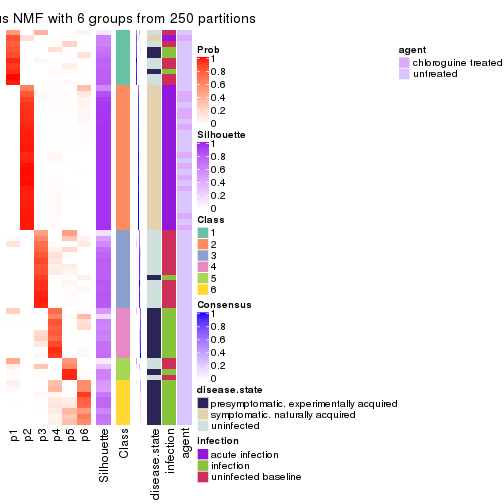 us NMF with 6 groups from 250 partitions
Prob
1
0.8
0.6
0.4
0.2
0
Silhouette
1
0.8
0.6
0.4
0.2
0
Class
1
2
3
4
5
6
Consensus
1
0.8
0.6
0.4
0.2
0
disease.state
presymptomatic, experimentally acquired
symptomatic, naturally acquired
uninfected
infection
acute infection
infection
uninfected baseline
agent
chloroguine treated
untreated
p1
p2
p3
p4
p5
p6
Silhouette
Class
disease.state
infection
agent